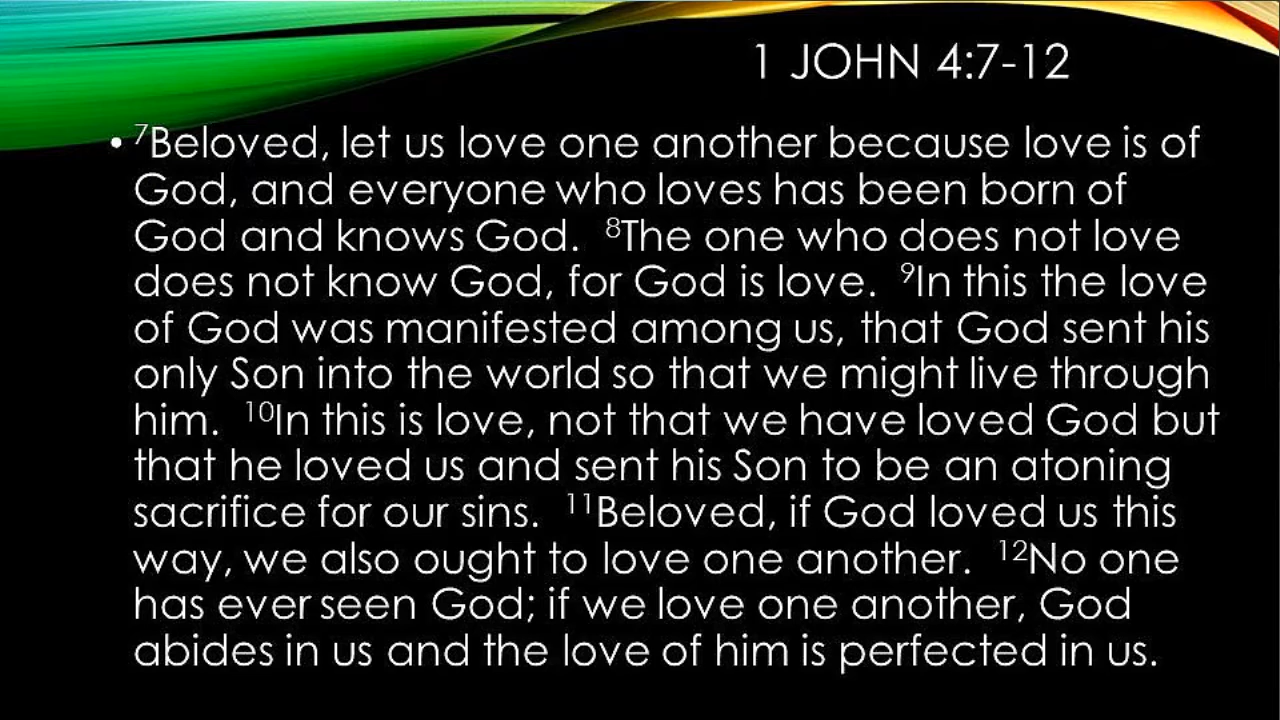 1 JOHN 4:7-12
• ⁷Beloved, let us love one another because love is of
God, and everyone who loves has been born of
God and knows God. ⁸The one who does not love
does not know God, for God is love. ⁹In this the love
of God was manifested among us, that God sent his
only Son into the world so that we might live through
him. ¹⁰In this is love, not that we have loved God but
that he loved us and sent his Son to be an atoning
sacrifice for our sins. ¹¹Beloved, if God loved us this
way, we also ought to love one another. ¹²No one
has ever seen God; if we love one another, God
abides in us and the love of him is perfected in us.